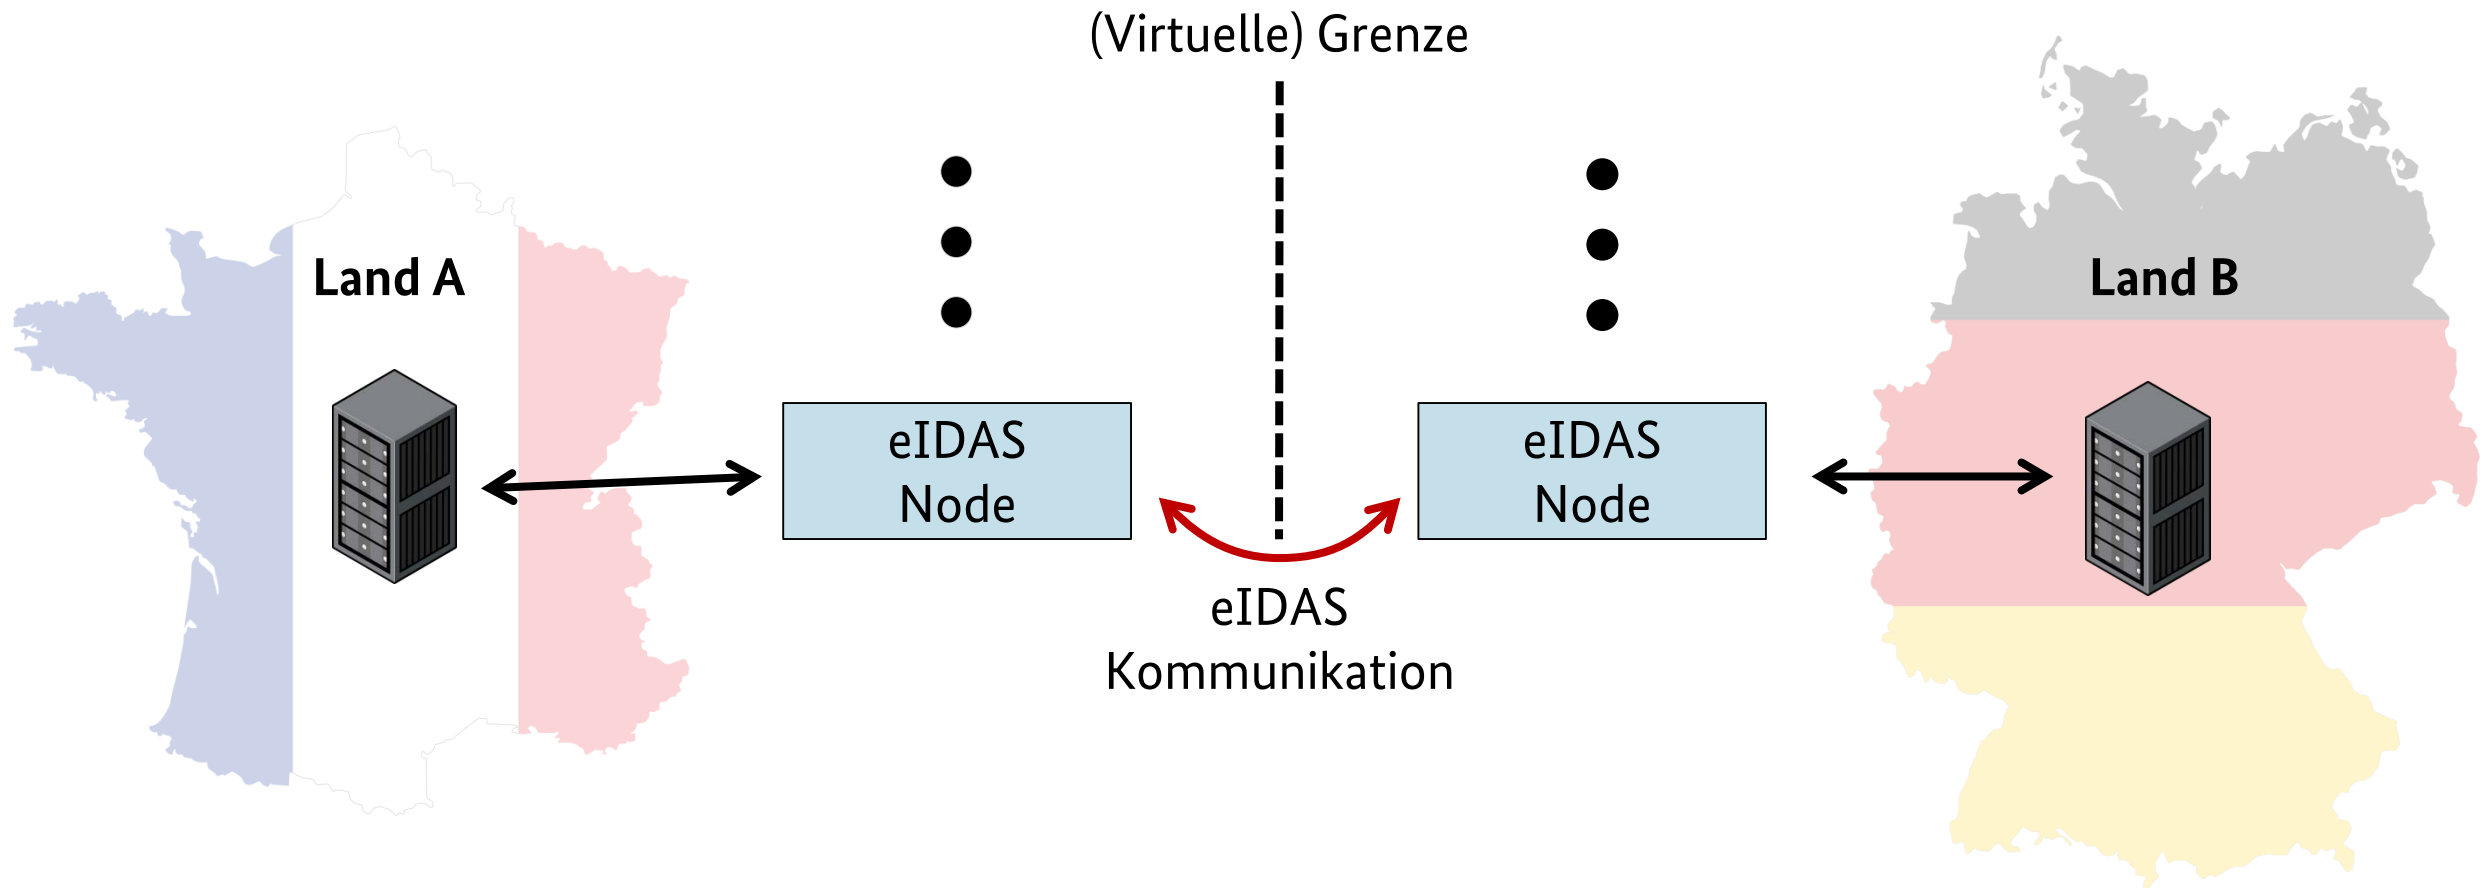 (Virtuelle) Grenze
Land A
Land B
eIDAS
Node
eIDAS
Node
eIDAS
Kommunikation